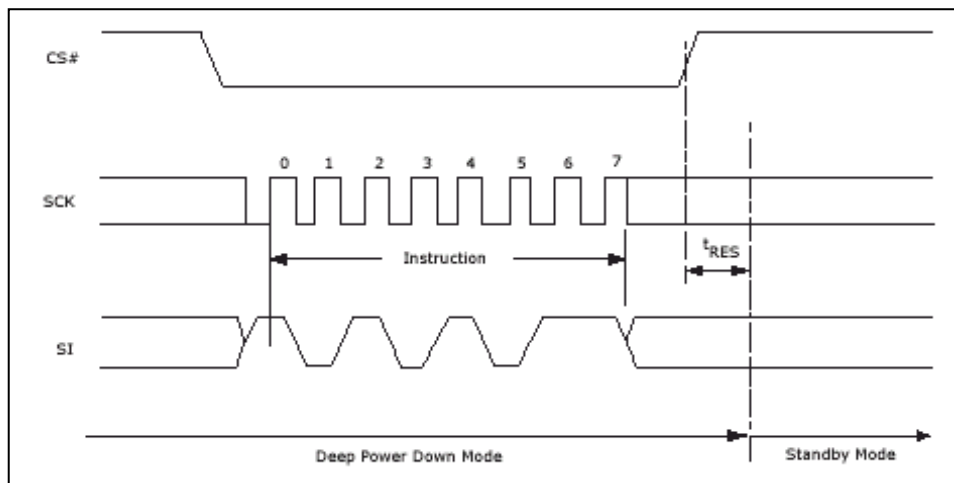 CS#
0 1 2 3 4 5 6 7
SCK
tRES
Instruction
SI
Deep Power Down Mode
Standby Mode